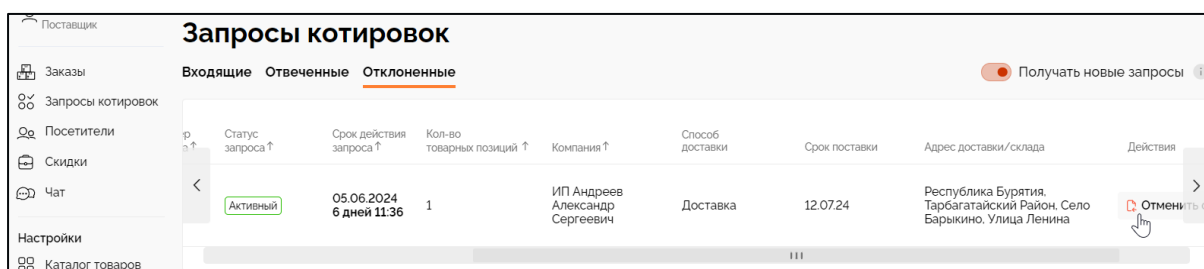 Поставщик
Запросы котировок
Заказы
Входящие Отвеченные Отклоненные
Получать новые запросы
Запросы котировок
Посетители
Статус запроса ↑
Срок действия запроса ↑
Кол-во товарных позиций ↑
Компания ↑
Способ доставки
Срок поставки
Адрес доставки/склада
Действия
Скидки
Чат
Активный
05.06.2024
6 дней 11:36
1
ИП Андреев
Александр
Сергеевич
Доставка
12.07.24
Республика Бурятия,
Тарбагатайский Район, Село
Барыкино, Улица Ленина
Отменить
Настройки
Каталог товаров